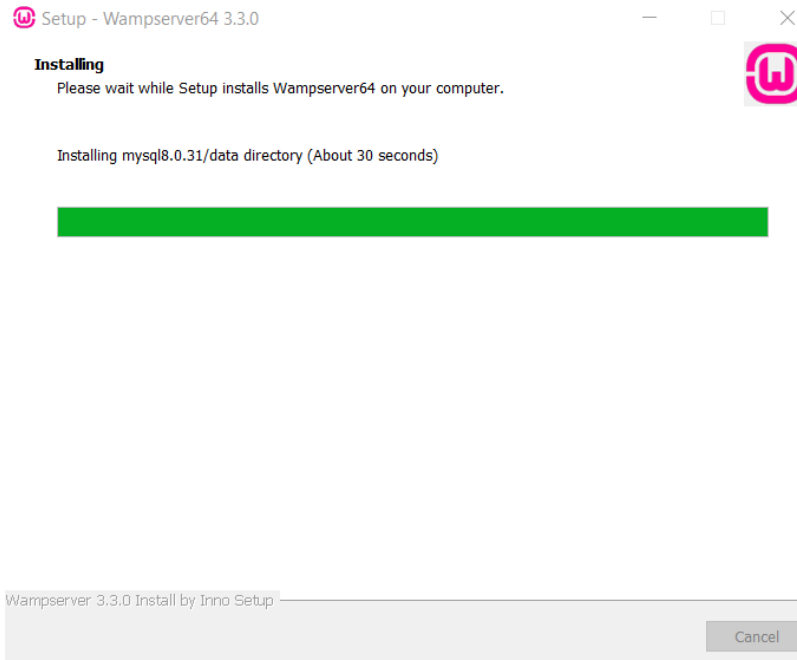 Setup - Wampserver64 3.3.0
Installing
Please wait while Setup installs Wampserver64 on your computer.
Installing mysql8.0.31/data directory (About 30 seconds)
Wampserver 3.3.0 Install by Inno Setup
Cancel